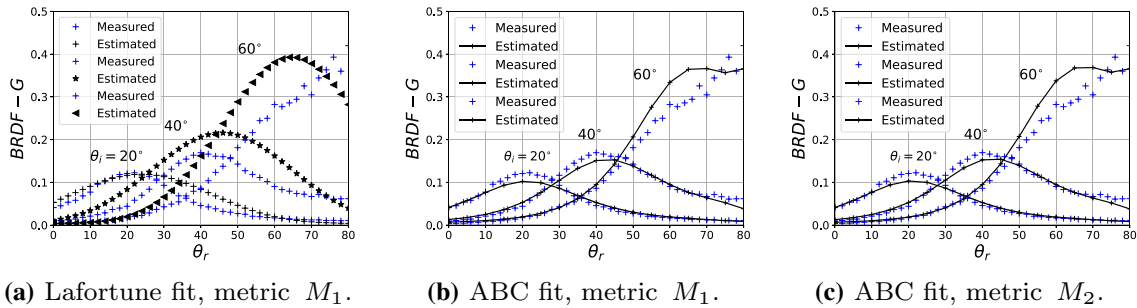 0.5
0.4
0.3
0.2
0.1
0.0
BRDF − G
Measured
Estimated
Measured
Estimated
Measured
Estimated
60°
40°
θi = 20°
0 10 20 30 40 50 60 70 80
θr
(a) Lafortune fit, metric M1.
0.5
0.4
0.3
0.2
0.1
0.0
BRDF − G
Measured
Estimated
Measured
Estimated
Measured
Estimated
60°
40°
θi = 20°
0 10 20 30 40 50 60 70 80
θr
(b) ABC fit, metric M1.
0.5
0.4
0.3
0.2
0.1
0.0
BRDF − G
Measured
Estimated
Measured
Estimated
Measured
Estimated
60°
40°
θi = 20°
0 10 20 30 40 50 60 70 80
θr
(c) ABC fit, metric M2.